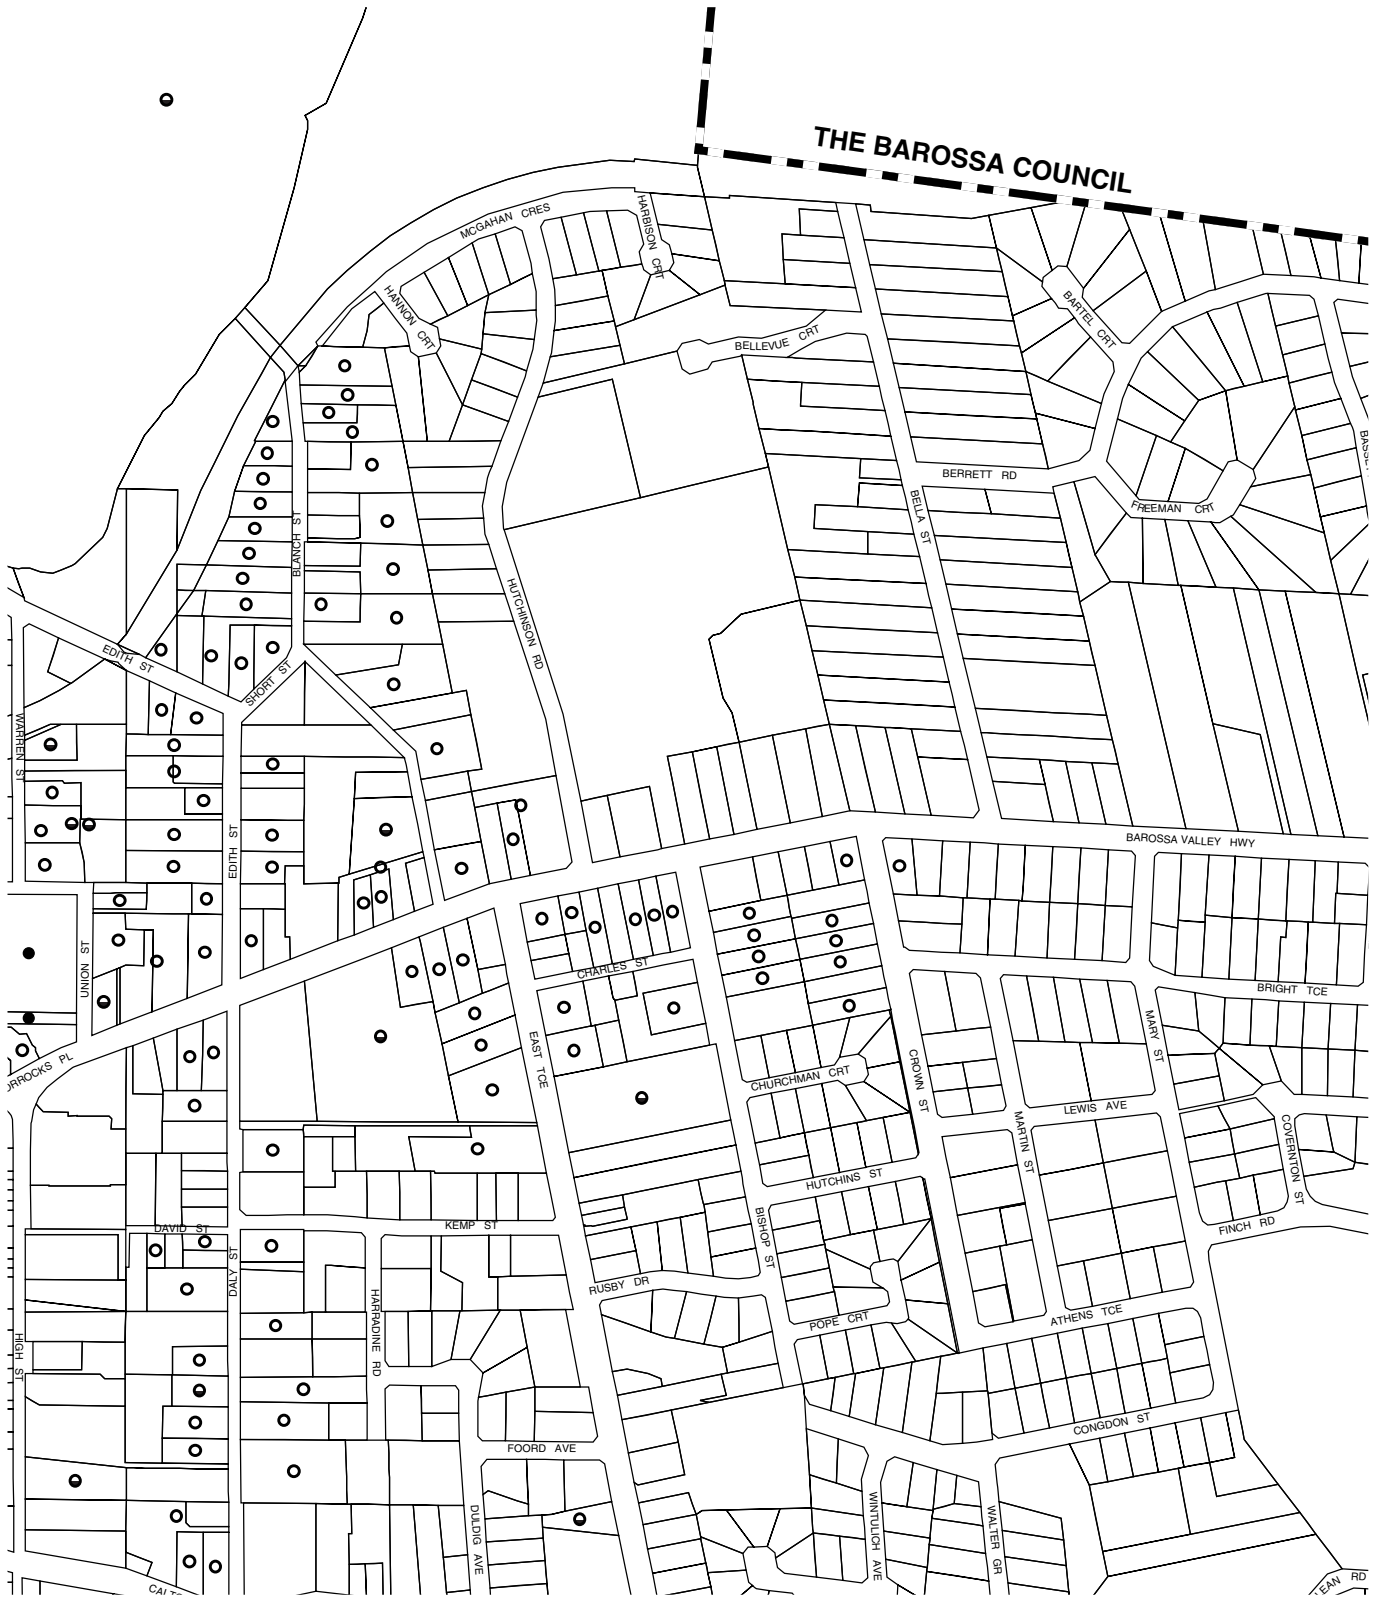 THE BAROSSA COUNCIL
MCGAHAN CRES
HARBISON CRT
HANNON CRT
BARTEL CRT
BELLEVUE CRT
BERRETT RD
BELLA ST
FREEMAN CRT
BLANCH ST
HUTCHINSON RD
EDITH ST
SHORT ST
WARREN ST
EDITH ST
BAROSSA VALLEY HWY
UNION ST
CHARLES ST
BRIGHT TCE
EAST TCE
MARY ST
CROWN ST
CHURCHMAN CRT
LEWIS AVE
MARTIN ST
COVERNTON ST
HUTCHINS ST
DAVID ST
KEMP ST
BISHOP ST
FINCH RD
DALY ST
RUSBY DR
HARRADINE RD
POPE CRT
ATHENS TCE
HIGH ST
CONGDON ST
FOORD AVE
DULDIG AVE
WINTULICH AVE
WALTER GR